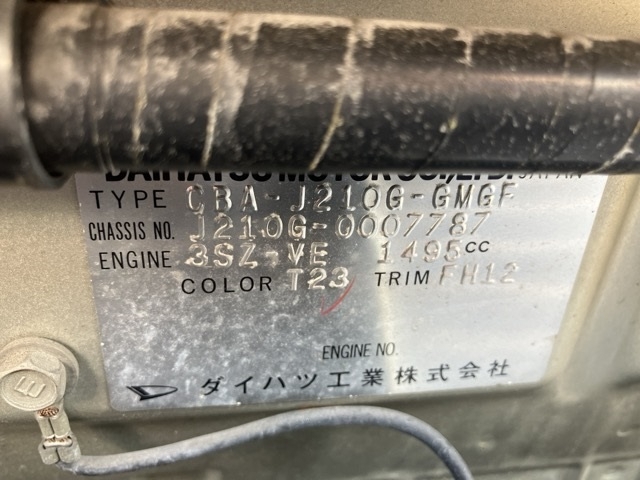 DAIHATSU MOTOR CO.,LTD. JAPAN
TYPE CBA-J210G-GMGF
CHASSIS NO. J210G-0007787
ENGINE 3SZ-VE 1495cc
COLOR T23 TRIM FH12
ENGINE NO.
ダイハツ工業株式会社
E